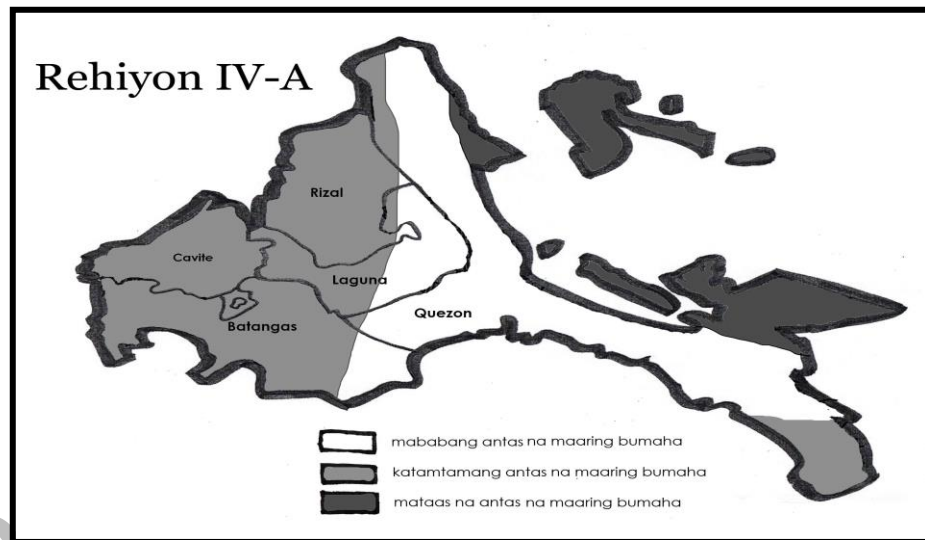 Rehiyon IV-A
Rizal
Cavite
Laguna
Batangas
Quezon
mababang antas na maaring bumaha
katamtamang antas na maaring bumaha
mataas na antas na maaring bumaha